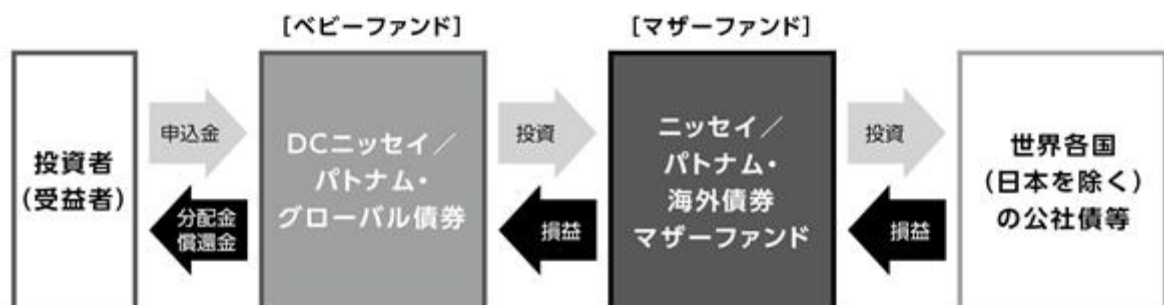 [ベビーファンド]
[マザーファンド]
投資者
(受益者)
申込金
分配金
償還金
DCニッセイ／
パトナム・
グローバル債券
投資
損益
ニッセイ／
パトナム・
海外債券
マザーファンド
投資
損益
世界各国
(日本を除く)
の公社債等